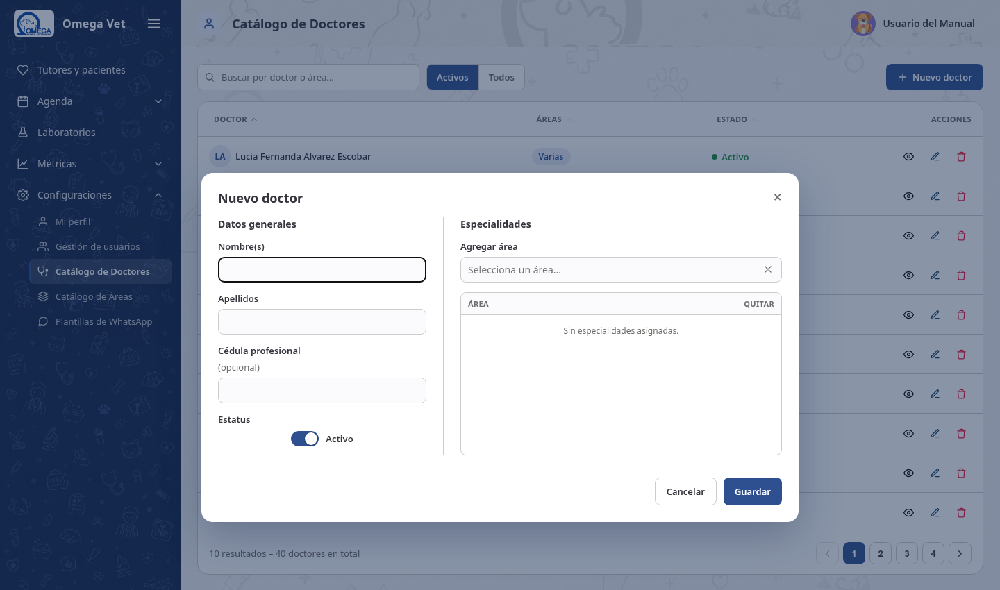 OMEGA
Omega Vet
Catálogo de Doctores
Usuario del Manual
Tutores y pacientes
Agenda
Laboratorios
Métricas
Configuraciones
Mi perfil
Gestión de usuarios
Catálogo de Doctores
Catálogo de Áreas
Plantillas de WhatsApp
Buscar por doctor o área...
Activos
Todos
Nuevo doctor
DOCTOR
ÁREAS
ESTADO
ACCIONES
LA
Lucia Fernanda Alvarez Escobar
Varias
Activo
Nuevo doctor
Datos generales
Nombre(s)
Apellidos
Cédula profesional
(opcional)
Estatus
Activo
Especialidades
Agregar área
Selecciona un área...
ÁREA
QUITAR
Sin especialidades asignadas.
Cancelar
Guardar
10 resultados – 40 doctores en total
1
2
3
4